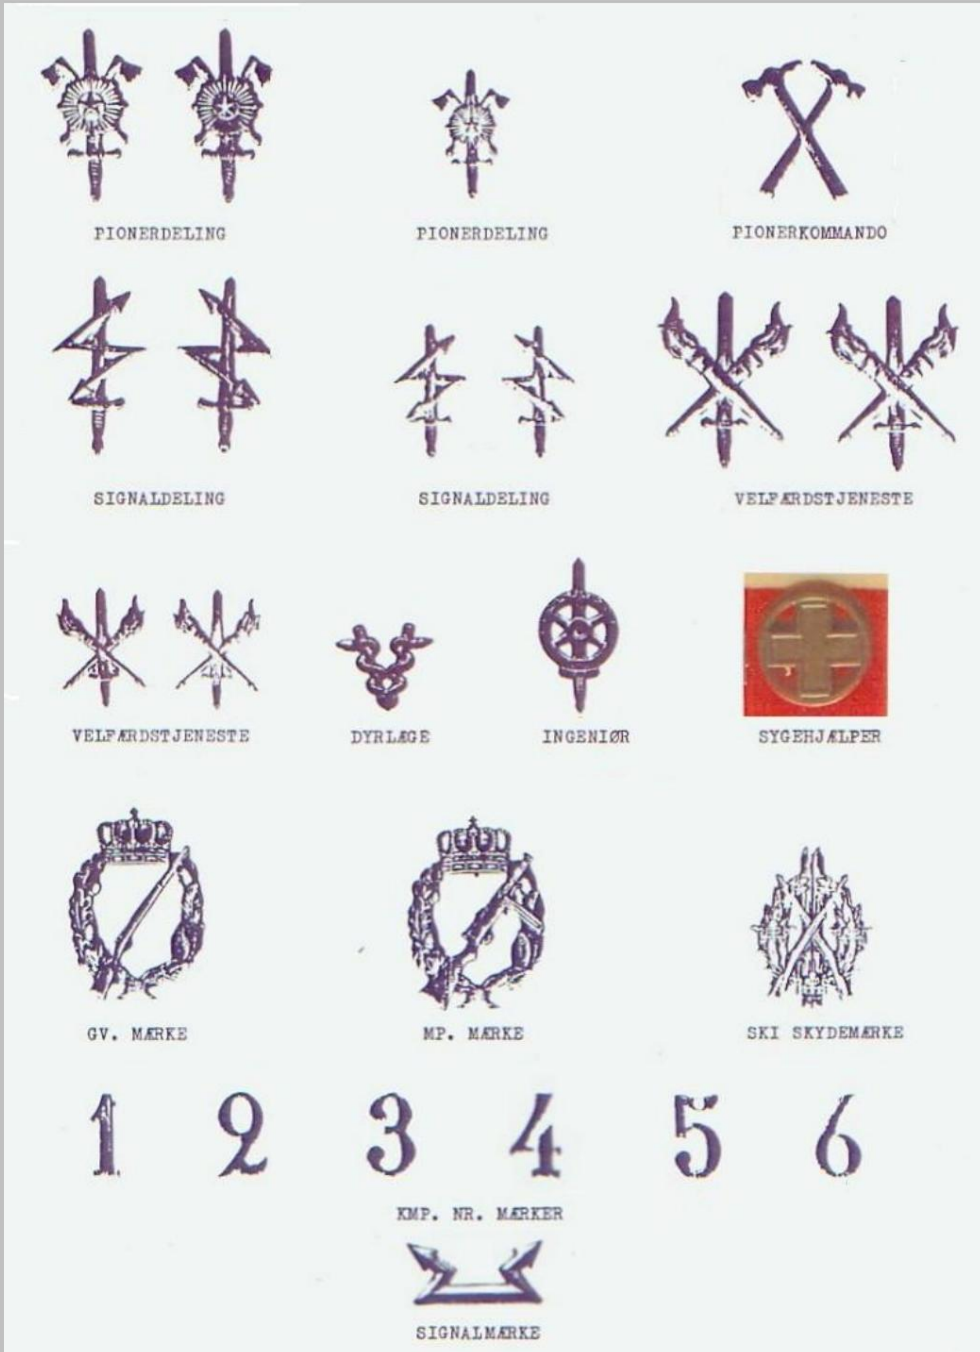 PIONERDELING PIONERDELING PIONERKOMMANDO
SIGNALDELING SIGNALDELING VELFÆRDSTJENESTE
VELFÆRDSTJENESTE DYRLÆGE INGENIØR SYGEHJÆLPER
GV. MÆRKE MP. MÆRKE SKI SKYDEMÆRKE
1 2 3 4 5 6
KMP. NR. MÆRKER
SIGNALMÆRKE